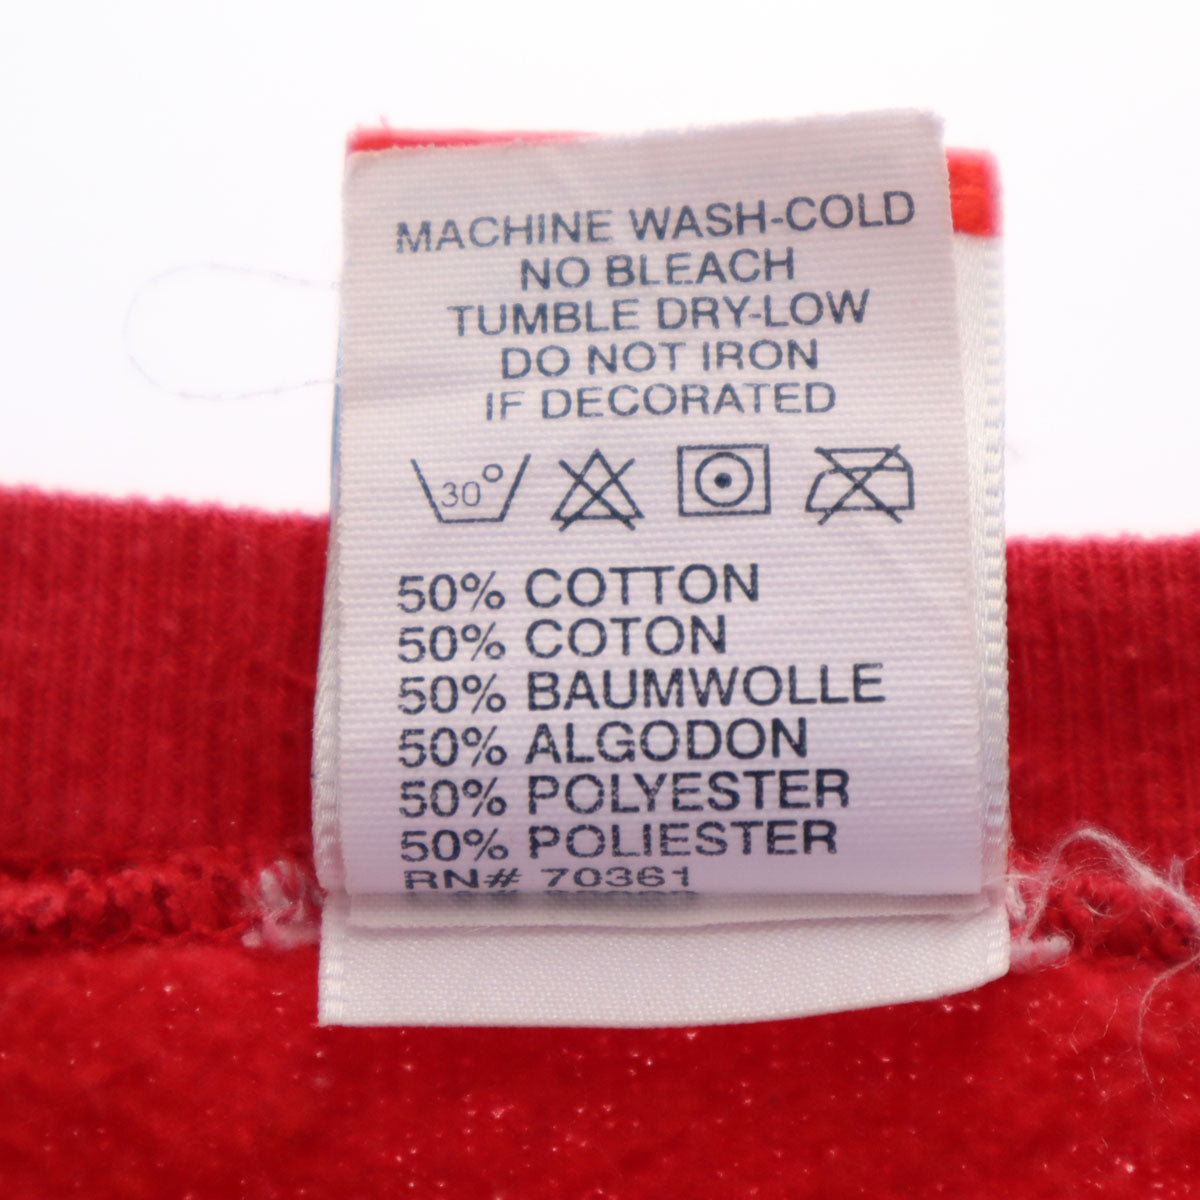 MACHINE WASH-COLD
NO BLEACH
TUMBLE DRY-LOW
DO NOT IRON
IF DECORATED
30°
50% COTTON
50% COTON
50% BAUMWOLLE
50% ALGODON
50% POLYESTER
50% POLIESTER
RN# 70361